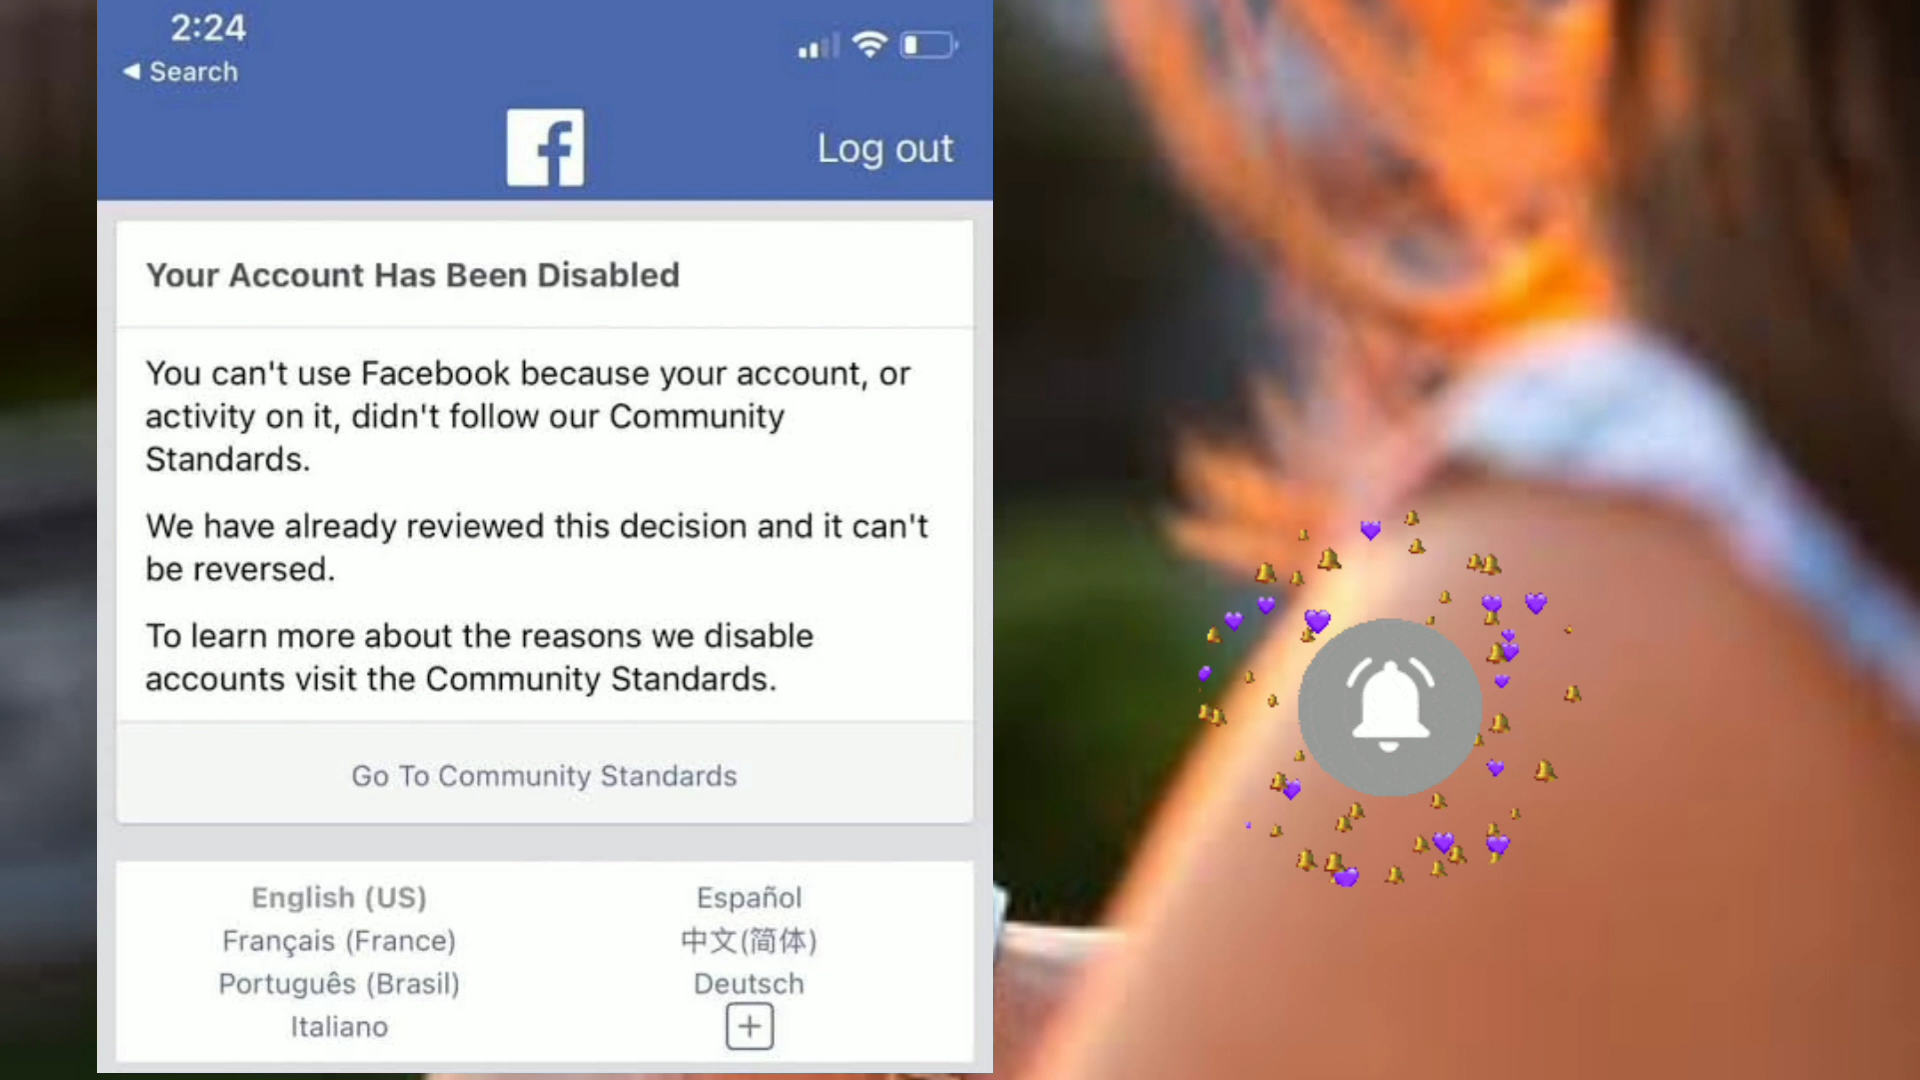 2:24
◀ Search
f
Log out
Your Account Has Been Disabled
You can't use Facebook because your account, or
activity on it, didn't follow our Community
Standards.
We have already reviewed this decision and it can't
be reversed.
To learn more about the reasons we disable
accounts visit the Community Standards.
Go To Community Standards
English (US)
Español
Français (France)
中文(简体)
Português (Brasil)
Deutsch
Italiano